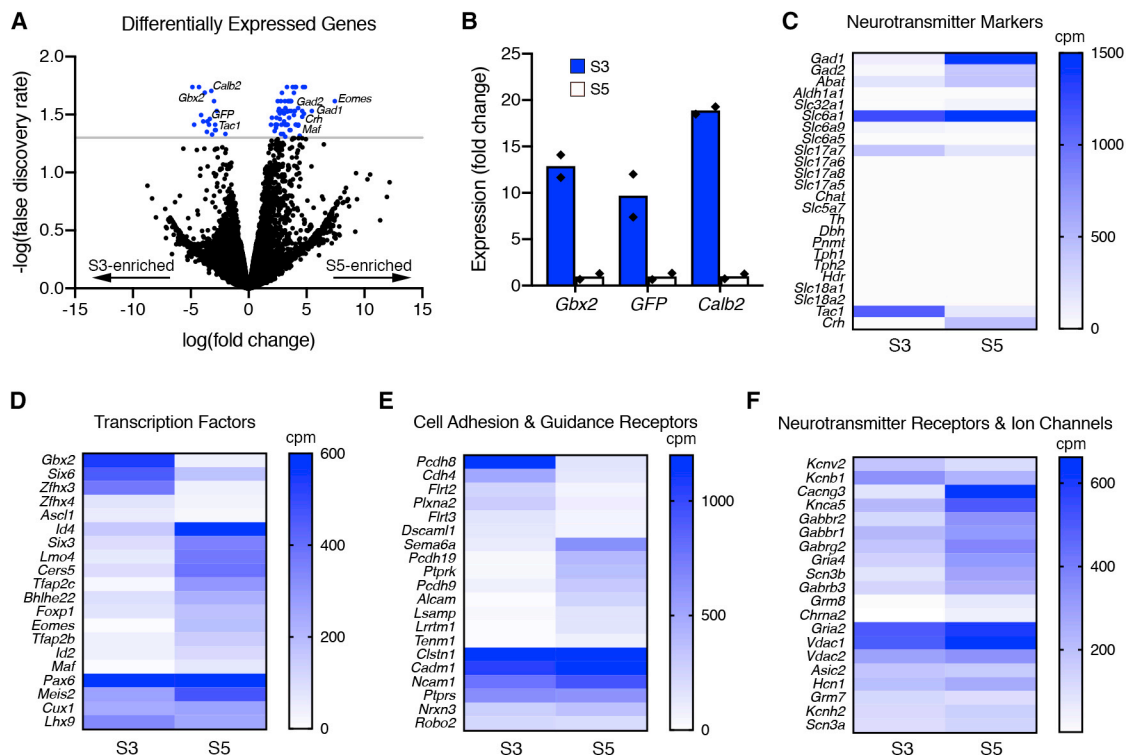 A
Differentially Expressed Genes
-log(false discovery rate)
2.0
1.5
1.0
0.5
0.0
Calb2
Gbx2
GFP
Tac1
Eomes
Gad2
Gad1
Crh
Maf
S3-enriched
S5-enriched
-15
-10
-5
0
5
10
15
log(fold change)
B
Expression (fold change)
25
20
15
10
5
0
S3
S5
Gbx2
GFP
Calb2
C
Neurotransmitter Markers
cpm
Gad1
Gad2
Abat
Aldh1a1
Slc32a1
Slc6a1
Slc6a9
Slc6a5
Slc17a7
Slc17a6
Slc17a8
Slc17a5
Chat
Slc5a7
Th
Dbh
Pnmt
Tph1
Tph2
Hdr
Slc18a1
Slc18a2
Tac1
Crh
S3
S5
1500
1000
500
0
D
Transcription Factors
cpm
Gbx2
Six6
Zfhx3
Zfhx4
Ascl1
Id4
Six3
Lmo4
Cers5
Tfap2c
Bhlhe22
Foxp1
Eomes
Tfap2b
Id2
Maf
Pax6
Meis2
Cux1
Lhx9
S3
S5
600
400
200
0
E
Cell Adhesion & Guidance Receptors
cpm
Pcdh8
Cdh4
Flrt2
Plxna2
Flrt3
Dscaml1
Sema6a
Pcdh19
Ptprk
Pcdh9
Alcam
Lsamp
Lrrtm1
Tenm1
Clstn1
Cadm1
Ncam1
Ptprs
Nrxn3
Robo2
S3
S5
1000
500
0
F
Neurotransmitter Receptors & Ion Channels
cpm
Kcnv2
Kcnb1
Cacng3
Knca5
Gabbr2
Gabbr1
Gabrg2
Gria4
Scn3b
Gabrb3
Grm8
Chrna2
Gria2
Vdac1
Vdac2
Asic2
Hcn1
Grm7
Kcnh2
Scn3a
S3
S5
600
400
200